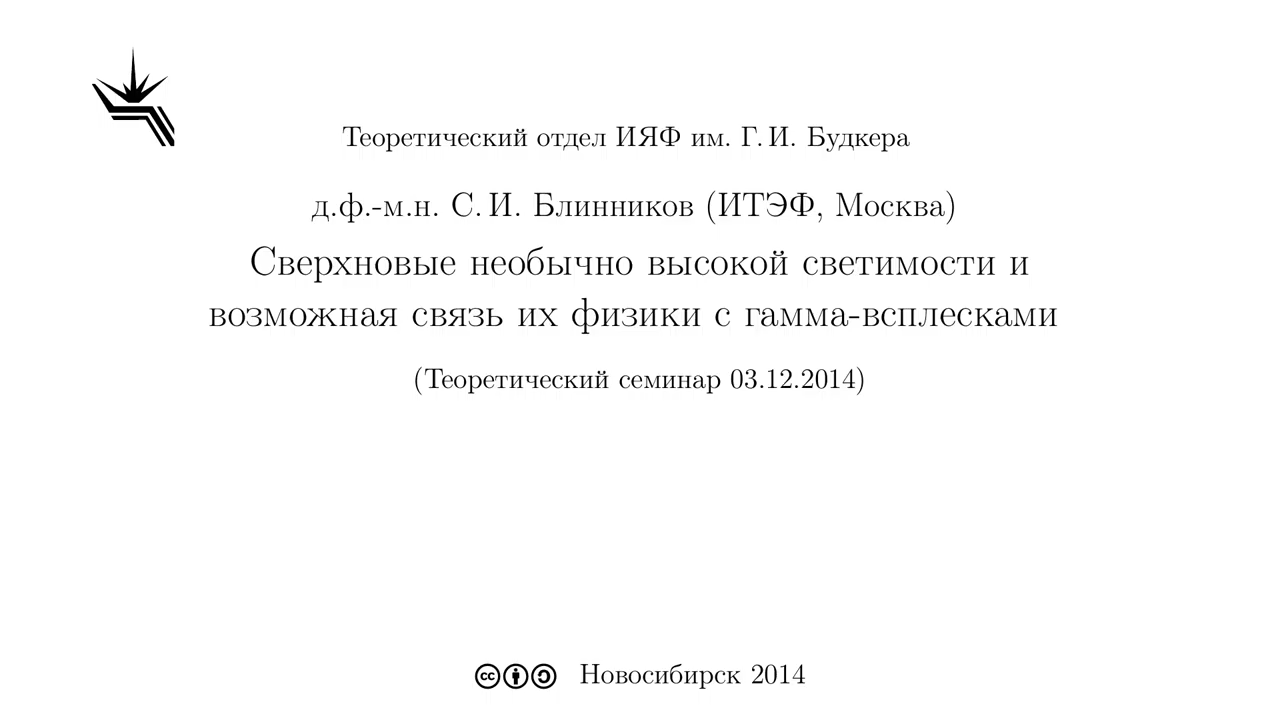 Теоретический отдел ИЯФ им. Г. И. Будкера
д.ф.-м.н. С. И. Блинников (ИТЭФ, Москва)
Сверхновые необычно высокой светимости и
возможная связь их физики с гамма-всплесками
(Теоретический семинар 03.12.2014)
cc Новосибирск 2014